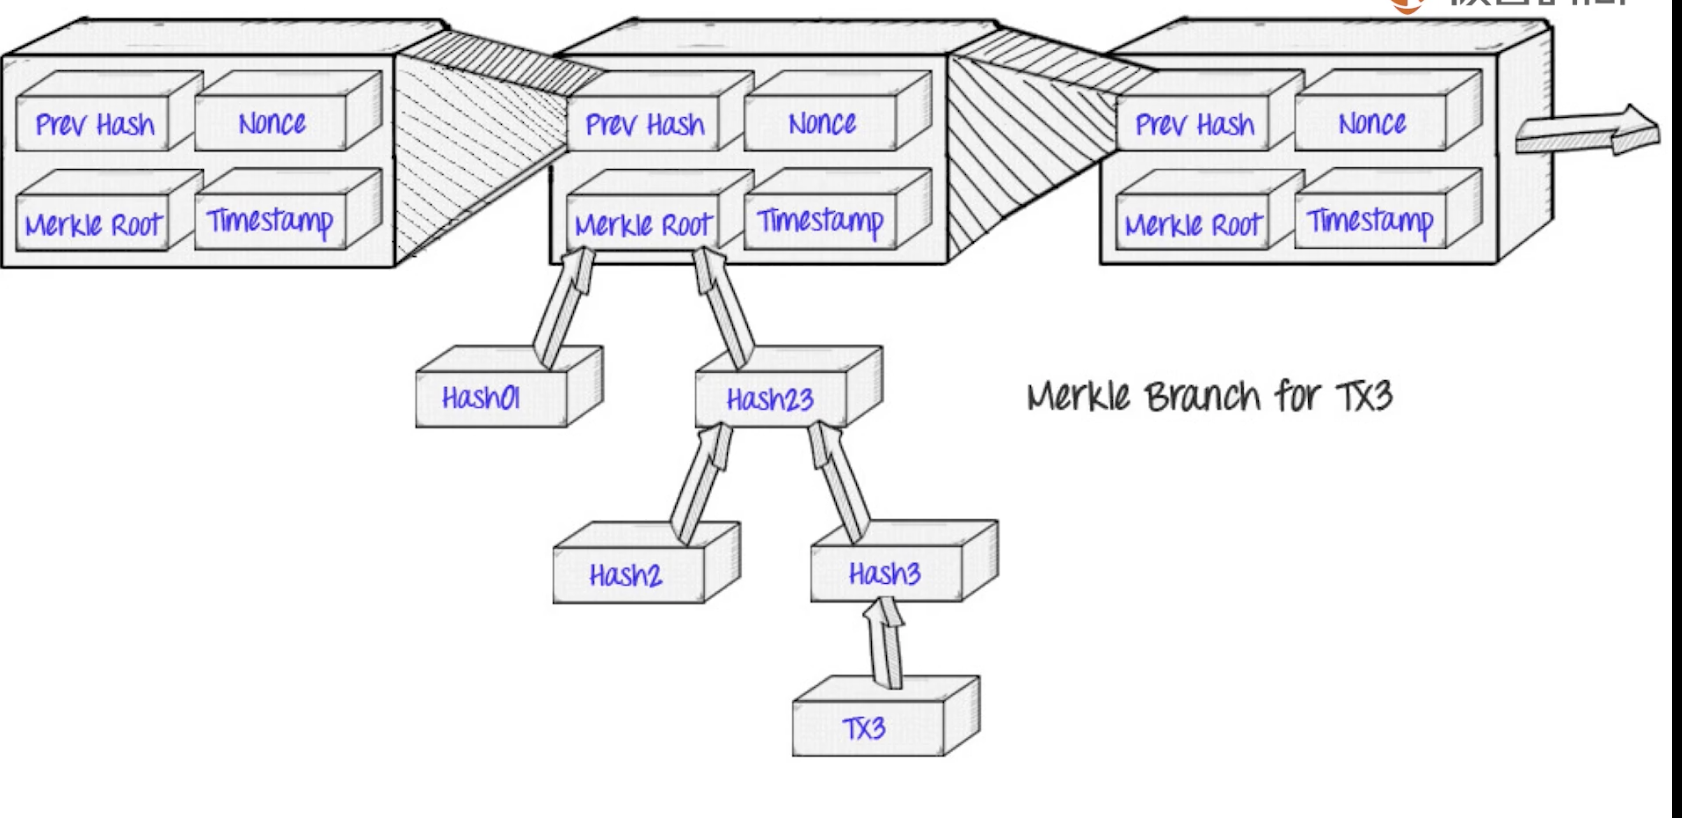 Prev Hash
Nonce
Merkle Root
Timestamp
Prev Hash
Nonce
Merkle Root
Timestamp
Prev Hash
Nonce
Merkle Root
Timestamp
Hash01
Hash23
Merkle Branch for TX3
Hash2
Hash3
TX3